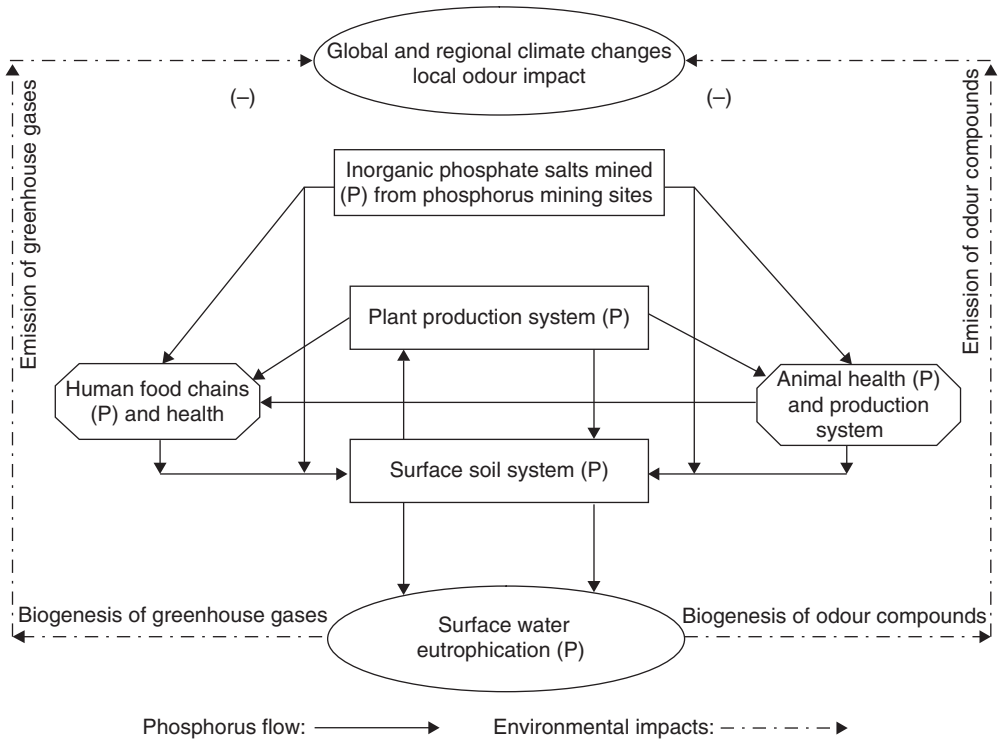 Global and regional climate changes
local odour impact
(–)
(–)
Emission of greenhouse gases
Emission of odour compounds
Inorganic phosphate salts mined
(P) from phosphorus mining sites
Plant production system (P)
Human food chains
(P) and health
Animal health (P)
and production
system
Surface soil system (P)
Biogenesis of greenhouse gases
Biogenesis of odour compounds
Surface water
eutrophication (P)
Phosphorus flow:
Environmental impacts: